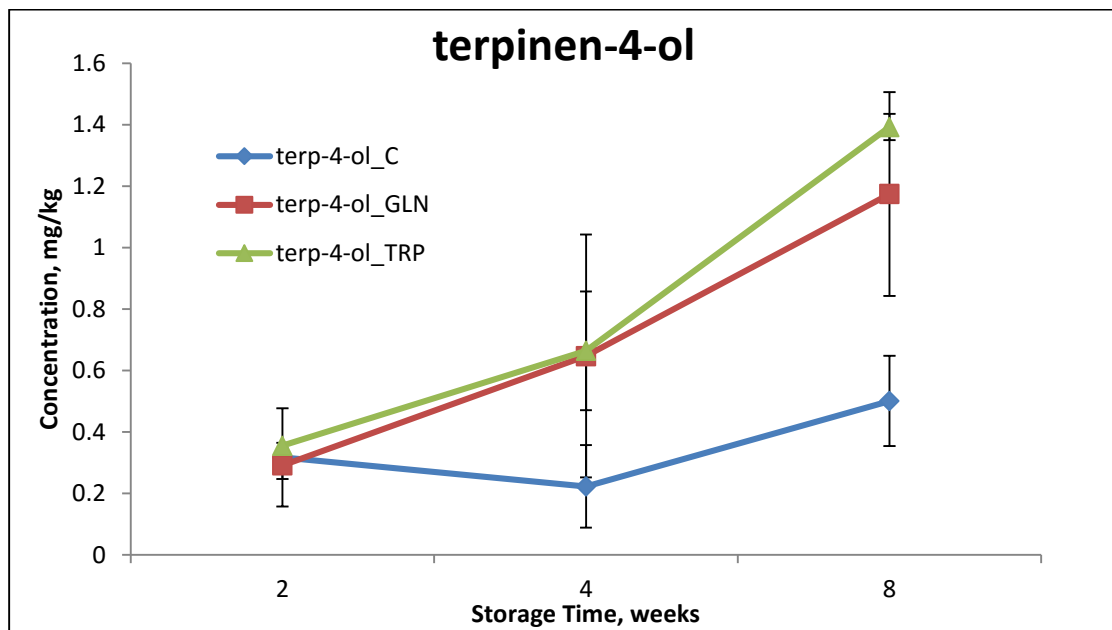 terpinen-4-ol
1.6
1.4
1.2
1
0.8
0.6
0.4
0.2
0
Concentration, mg/kg
terp-4-ol_C
terp-4-ol_GLN
terp-4-ol_TRP
2 4 8
Storage Time, weeks